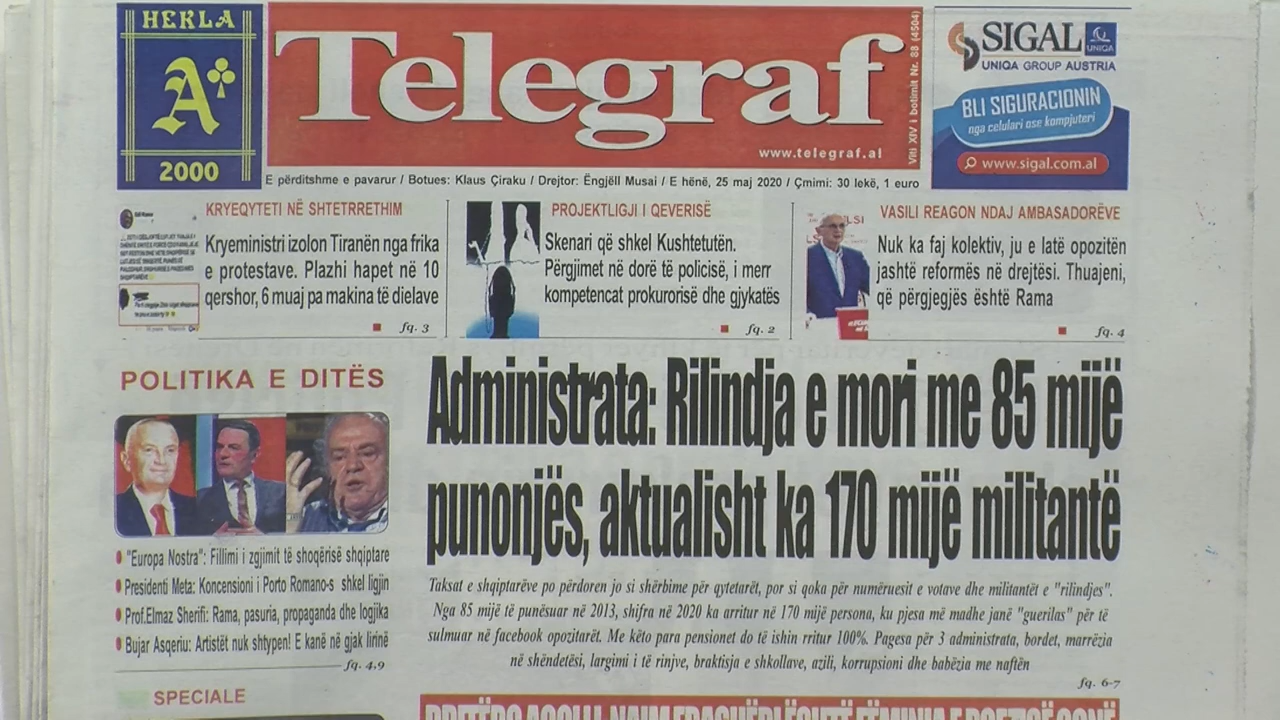 HEKLA
A
2000
Telegraf
www.telegraf.al
Viti XIV i botimit Nr. 88 (4504)
SIGAL
UNIQA
UNIQA GROUP AUSTRIA
BLI SIGURACIONIN
nga celulari ose kompjuteri
www.sigal.com.al
E përditshme e pavarur / Botues: Klaus Çiraku / Drejtor: Ëngjëll Musai / E hënë, 25 maj 2020 / Çmimi: 30 lekë, 1 euro
KRYEQYTETI NË SHTETRRETHIM
Kryeministri izolon Tiranën nga frika
e protestave. Plazhi hapet në 10
qershor, 6 muaj pa makina të dielave
fq. 3
PROJEKTLIGJI I QEVERISË
Skenari që shkel Kushtetutën.
Përgjimet në dorë të policisë, i merr
kompetencat prokurorisë dhe gjykatës
fq. 2
VASILI REAGON NDAJ AMBASADORËVE
Nuk ka faj kolektiv, ju e latë opozitën
jashtë reformës në drejtësi. Thuajeni,
që përgjegjës është Rama
fq. 4
POLITIKA E DITËS
"Europa Nostra": Fillimi i zgjimit të shoqërisë shqiptare
Presidenti Meta: Koncensioni i Porto Romano-s shkel ligjin
Prof.Elmaz Sherifi: Rama, pasuria, propaganda dhe logjika
Bujar Asqeriu: Artistët nuk shtypen! E kanë në gjak lirinë
fq. 4,9
SPECIALE
Administrata: Rilindja e mori me 85 mijë
punonjës, aktualisht ka 170 mijë militantë
Taksat e shqiptarëve po përdoren jo si shërbime për qytetarët, por si qoka për numëruesit e votave dhe militantët e "rilindjes".
Nga 85 mijë të punësuar në 2013, shifra në 2020 ka arritur në 170 mijë persona, ku pjesa më madhe janë "guerilas" për të
sulmuar në facebook opozitarët. Me këto para pensionet do të ishin rritur 100%. Pagesa për 3 administrata, bordet, marrëzia
në shëndetësi, largimi i të rinjve, braktisja e shkollave, azili, korrupsioni dhe babëzia me naftën
fq. 6-7